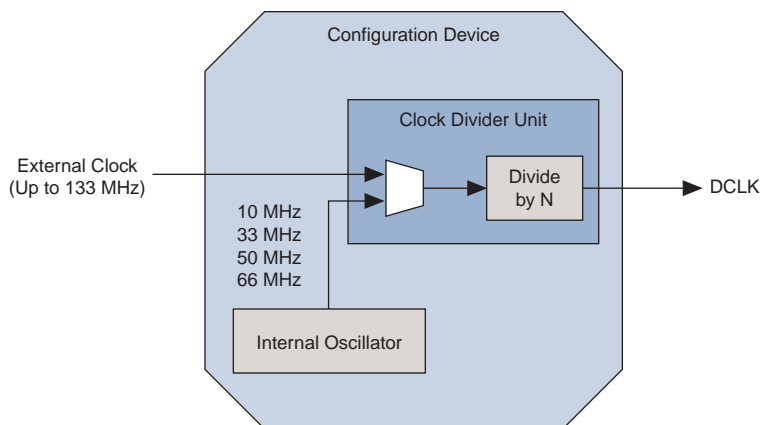 Configuration Device
Clock Divider Unit
External Clock
(Up to 133 MHz)
Divide
by N
DCLK
10 MHz
33 MHz
50 MHz
66 MHz
Internal Oscillator